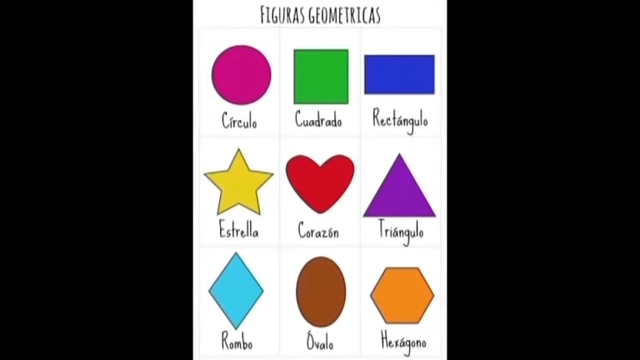 FIGURAS GEOMETRICAS
Círculo Cuadrado Rectángulo
Estrella Corazón Triángulo
Rombo Óvalo Hexágono